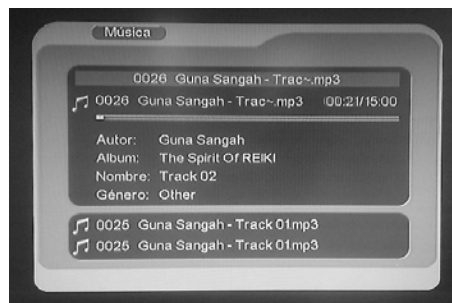 Música
0026 Guna Sangah - Trac~.mp3
0026 Guna Sangah - Trac~.mp3 00:21/15:00
Autor: Guna Sangah
Album: The Spirit Of REIKI
Nombre: Track 02
Género: Other
0025 Guna Sangah - Track 01.mp3
0025 Guna Sangah - Track 01.mp3